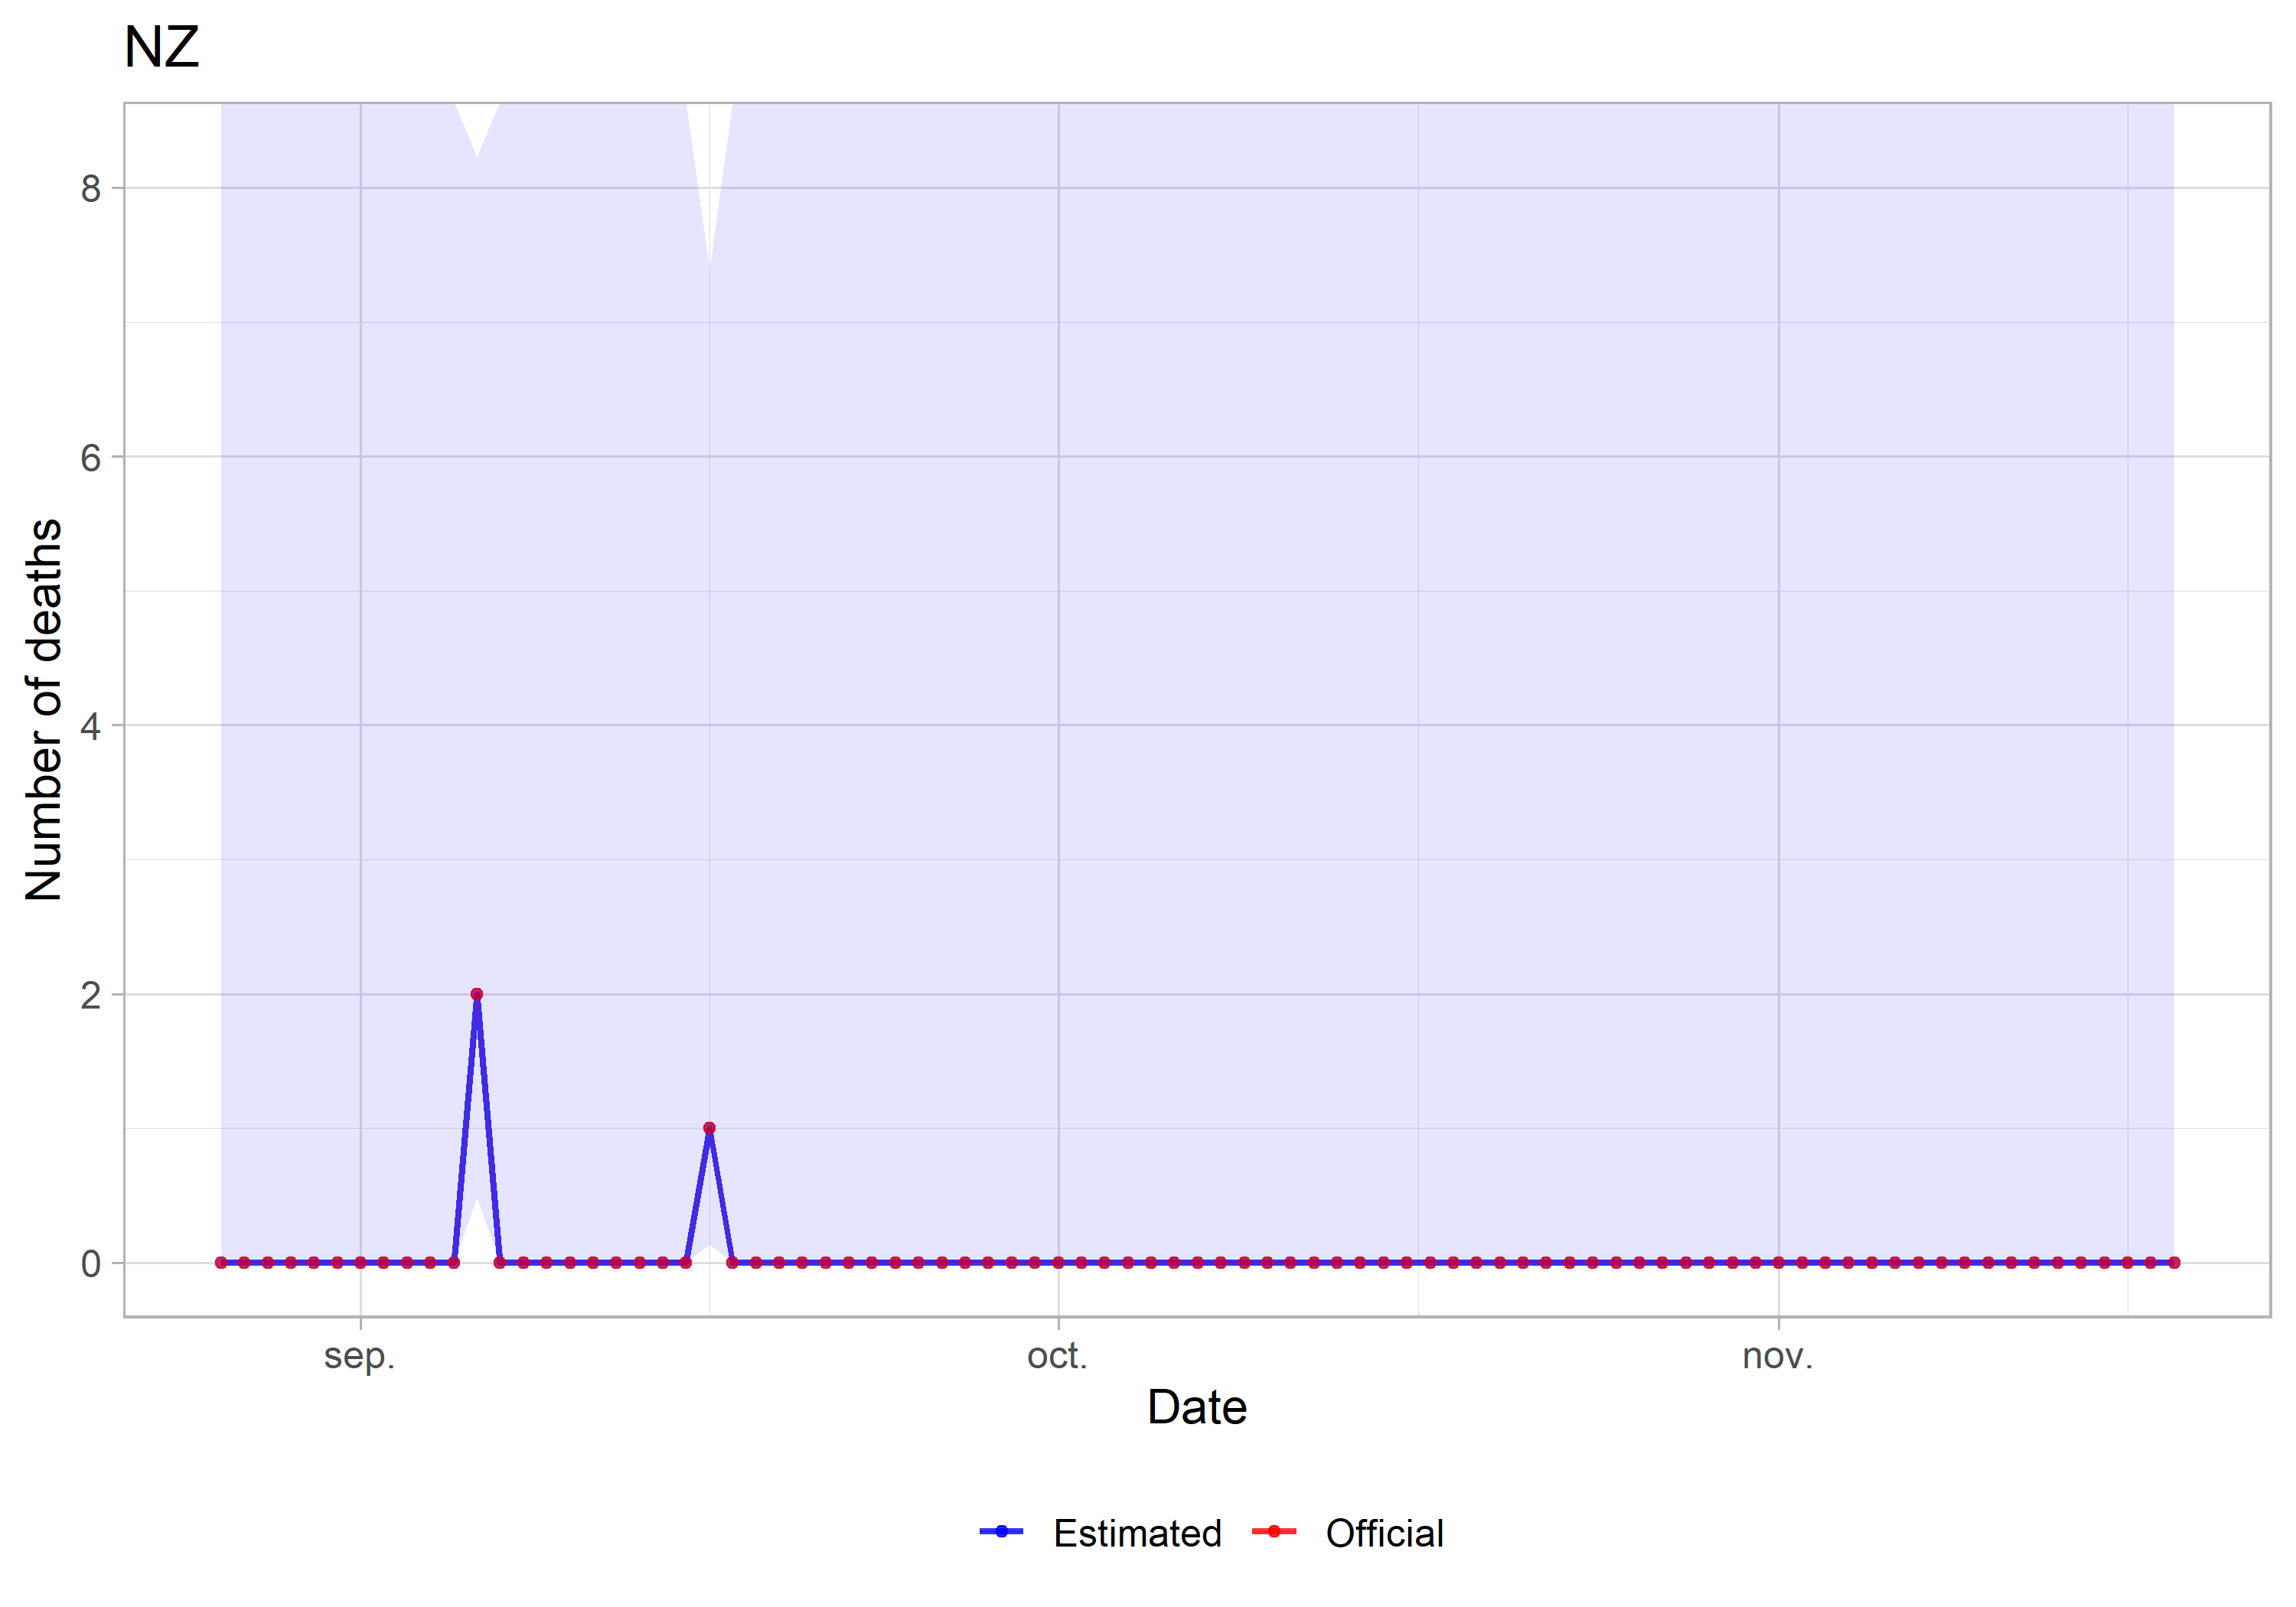 NZ
8
6
4
2
0
Number of deaths
sep. oct. nov.
Date
Estimated Official